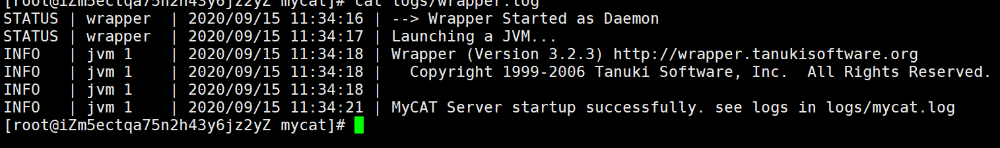 [root@iZm5ectqa75n2h43y6jz2yZ mycat]# cat logs/wrapper.log
STATUS | wrapper  | 2020/09/15 11:34:16 | --> Wrapper Started as Daemon
STATUS | wrapper  | 2020/09/15 11:34:17 | Launching a JVM...
INFO   | jvm 1    | 2020/09/15 11:34:18 | Wrapper (Version 3.2.3) http://wrapper.tanukisoftware.org
INFO   | jvm 1    | 2020/09/15 11:34:18 |   Copyright 1999-2006 Tanuki Software, Inc.  All Rights Reserved.
INFO   | jvm 1    | 2020/09/15 11:34:18 |
INFO   | jvm 1    | 2020/09/15 11:34:21 | MyCAT Server startup successfully. see logs in logs/mycat.log
[root@iZm5ectqa75n2h43y6jz2yZ mycat]#